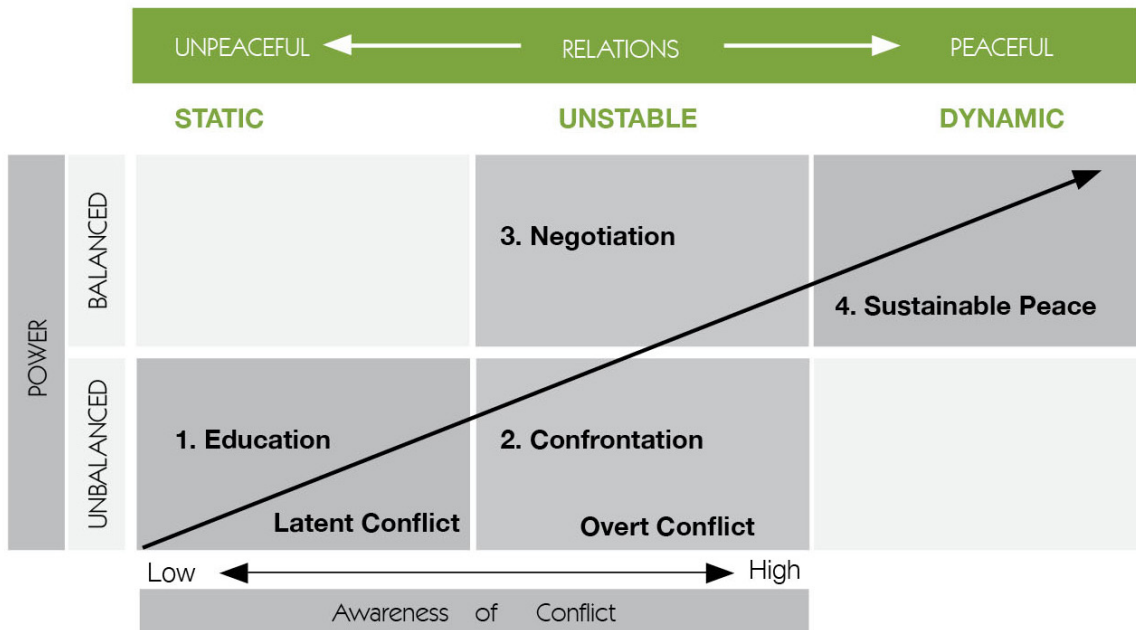 UNPEACEFUL RELATIONS PEACEFUL
STATIC UNSTABLE DYNAMIC
POWER
BALANCED
3. Negotiation
4. Sustainable Peace
UNBALANCED
1. Education
2. Confrontation
Latent Conflict
Overt Conflict
Low High
Awareness of Conflict